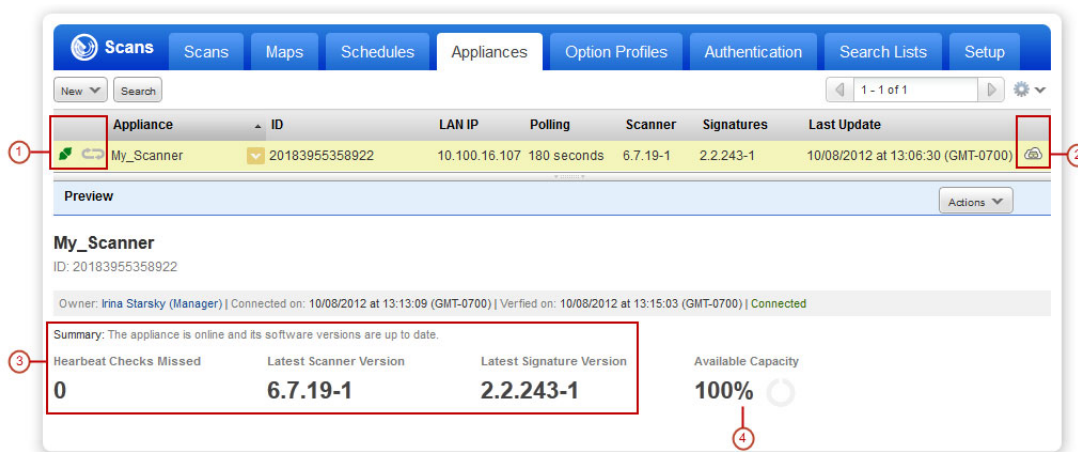 Scans Scans Maps Schedules Appliances Option Profiles Authentication Search Lists Setup
New Search 1 - 1 of 1
Appliance ID LAN IP Polling Scanner Signatures Last Update
1 My_Scanner 20183955358922 10.100.16.107 180 seconds 6.7.19-1 2.2.243-1 10/08/2012 at 13:06:30 (GMT-0700) 2
Preview Actions
My_Scanner
ID: 20183955358922
Owner: Irina Starsky (Manager) | Connected on: 10/08/2012 at 13:13:09 (GMT-0700) | Verfied on: 10/08/2012 at 13:15:03 (GMT-0700) | Connected
Summary: The appliance is online and its software versions are up to date.
3 Hearbeat Checks Missed Latest Scanner Version Latest Signature Version Available Capacity
0 6.7.19-1 2.2.243-1 100%
4